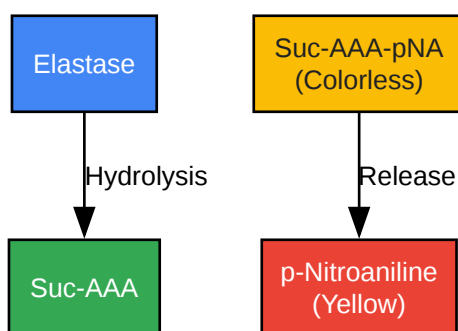 Elastase
Suc-AAA-pNA
(Colorless)
Hydrolysis
Release
Suc-AAA
p-Nitroaniline
(Yellow)